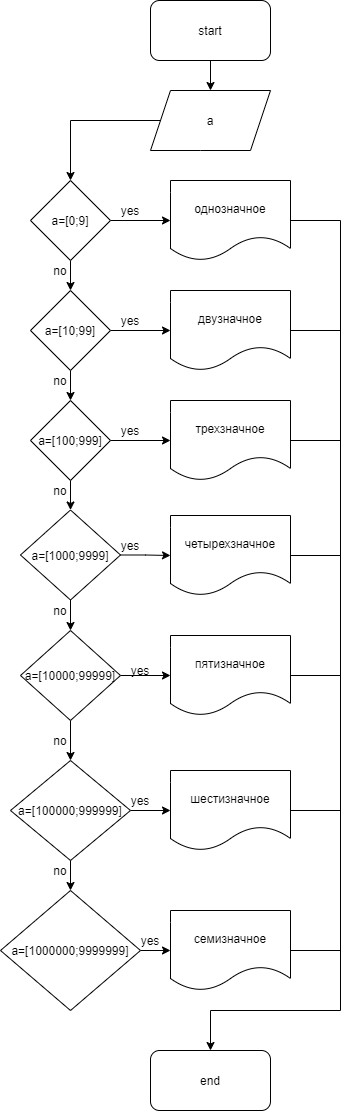 start
a
a=[0;9]
yes
однозначное
no
a=[10;99]
yes
двузначное
no
a=[100;999]
yes
трехзначное
no
a=[1000;9999]
yes
четырехзначное
no
a=[10000;99999]
yes
пятизначное
no
a=[100000;999999]
yes
шестизначное
no
a=[1000000;9999999]
yes
семизначное
end